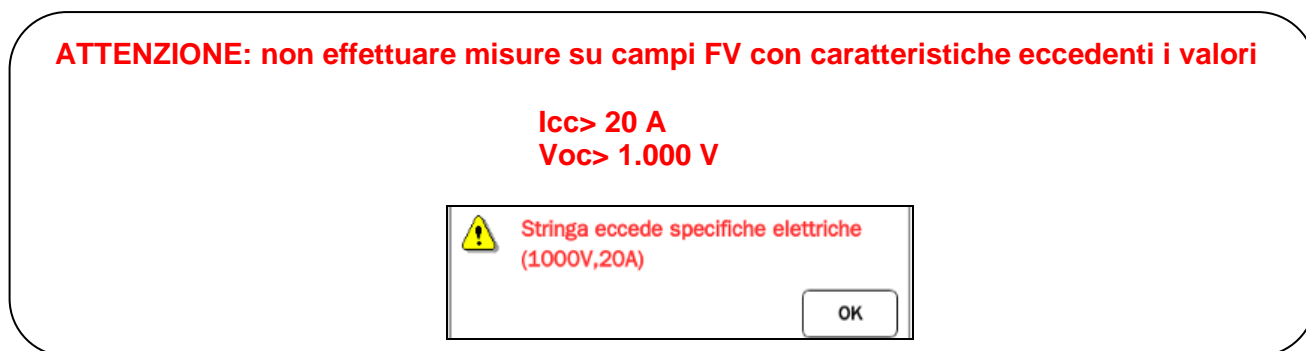 ATTENZIONE: non effettuare misure su campi FV con caratteristiche eccedenti i valori
Icc> 20 A
Voc> 1.000 V
Stringa eccede specifiche elettriche
(1000V,20A)
OK